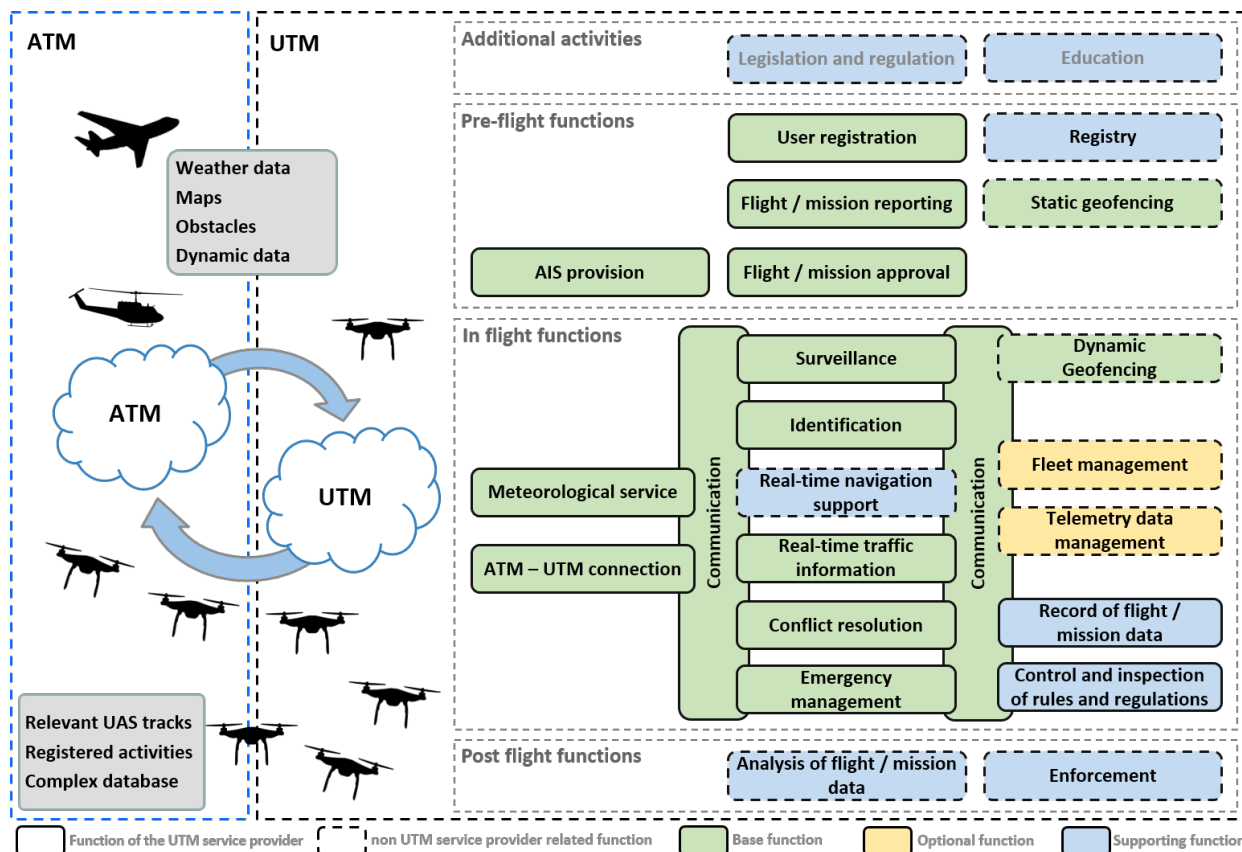 ATM
UTM
Weather data
Maps
Obstacles
Dynamic data
ATM
UTM
Relevant UAS tracks
Registered activities
Complex database
Additional activities
Legislation and regulation
Education
Pre-flight functions
User registration
Registry
Flight / mission reporting
Static geofencing
AIS provision
Flight / mission approval
In flight functions
Communication
Surveillance
Identification
Real-time navigation
support
Real-time traffic
information
Conflict resolution
Emergency
management
Meteorological service
ATM – UTM connection
Communication
Dynamic
Geofencing
Fleet management
Telemetry data
management
Record of flight /
mission data
Control and inspection
of rules and regulations
Post flight functions
Analysis of flight / mission
data
Enforcement
Function of the UTM service provider
non UTM service provider related function
Base function
Optional function
Supporting function